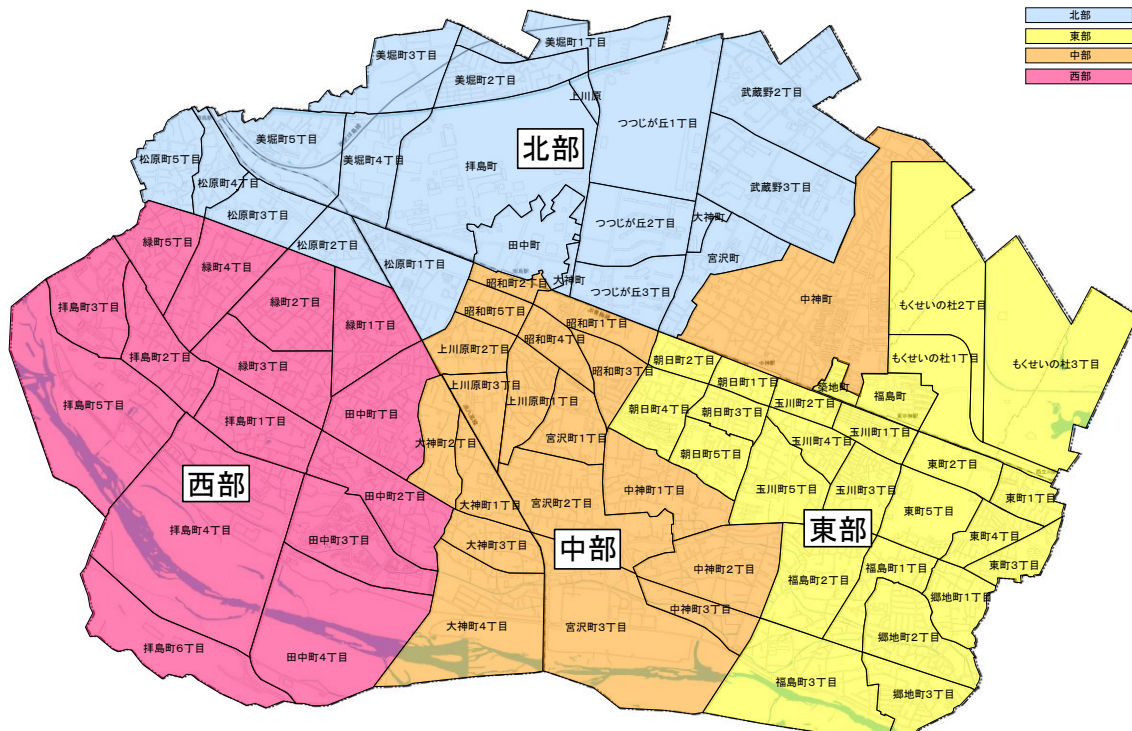 北部
東部
中部
西部
美堀町1丁目
美堀町3丁目
美堀町2丁目
武蔵野2丁目
上川原
つつじが丘1丁目
美堀町5丁目
北部
美堀町4丁目
松原町5丁目
拝島町
松原町4丁目
武蔵野3丁目
松原町3丁目
つつじが丘2丁目
大神町
緑町5丁目
松原町2丁目
田中町
宮沢町
松原町1丁目
緑町4丁目
大神町
昭和町2丁目
つつじが丘3丁目
中神町
緑町2丁目
もくせいの杜2丁目
拝島町3丁目
昭和町5丁目
緑町1丁目
昭和町1丁目
昭和町4丁目
上川原町2丁目
拝島町2丁目
朝日町2丁目
もくせいの杜1丁目
もくせいの杜3丁目
緑町3丁目
昭和町3丁目
上川原町3丁目
朝日町1丁目
築地町
福島町
上川原町1丁目
拝島町5丁目
玉川町2丁目
朝日町4丁目
朝日町3丁目
田中町1丁目
拝島町1丁目
玉川町1丁目
宮沢町1丁目
大神町2丁目
玉川町4丁目
朝日町5丁目
東町2丁目
西部
玉川町5丁目
玉川町3丁目
中神町1丁目
田中町2丁目
東町1丁目
宮沢町2丁目
大神町1丁目
東町5丁目
拝島町4丁目
東部
東町4丁目
田中町3丁目
大神町3丁目
中部
東町3丁目
中神町2丁目
福島町1丁目
福島町2丁目
郷地町1丁目
中神町3丁目
大神町4丁目
宮沢町3丁目
郷地町2丁目
拝島町6丁目
田中町4丁目
福島町3丁目
郷地町3丁目